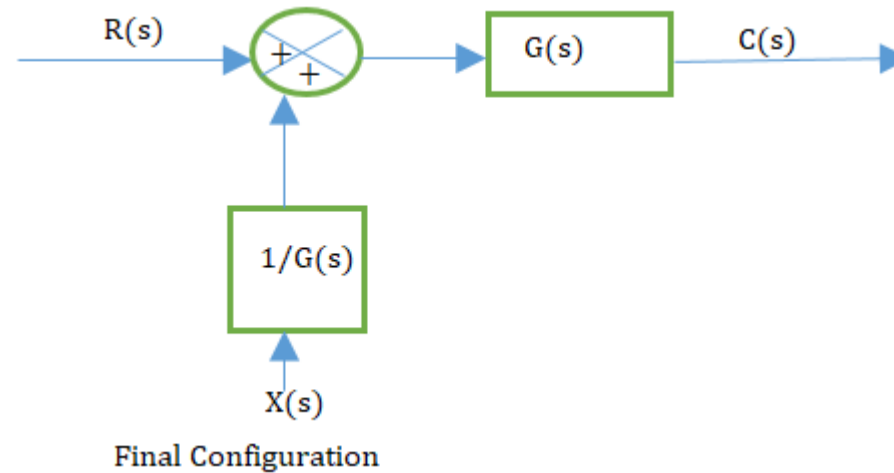 R(s)
+
+
G(s)
C(s)
1/G(s)
X(s)
Final Configuration